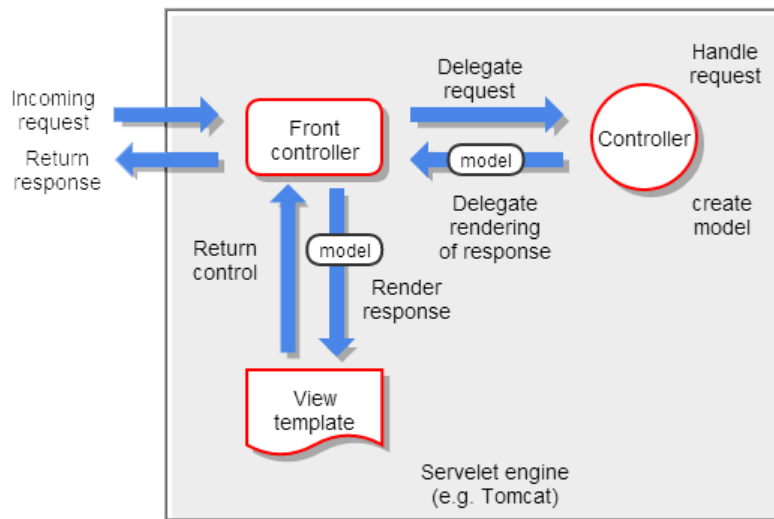 Incoming
request
Return
response
Front
controller
Delegate
request
model
Delegate
rendering
of response
Handle
request
Controller
create
model
Return
control
model
Render
response
View
template
Servelet engine
(e.g. Tomcat)